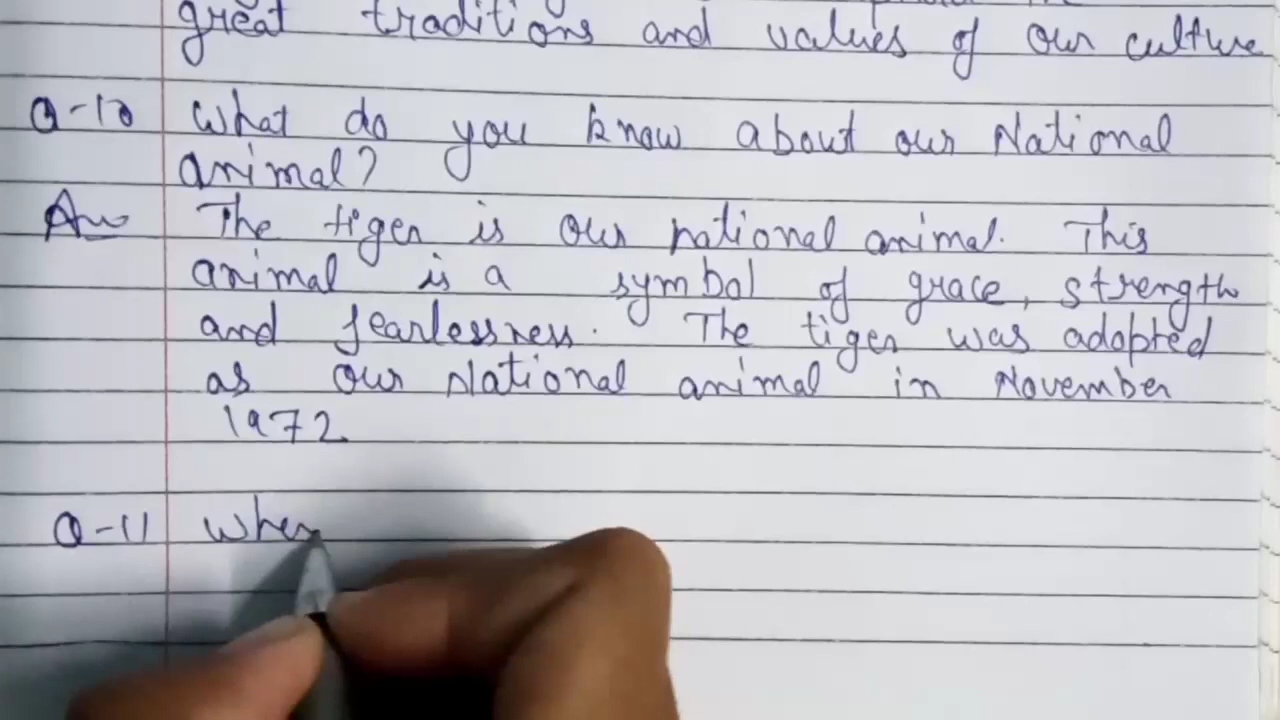 great traditions and values of our culture
Q-10 What do you know about our National
animal?
Ans The tiger is our national animal. This
animal is a symbol of grace, strength
and fearlessness. The tiger was adopted
as our National animal in November
1972
Q-11 When